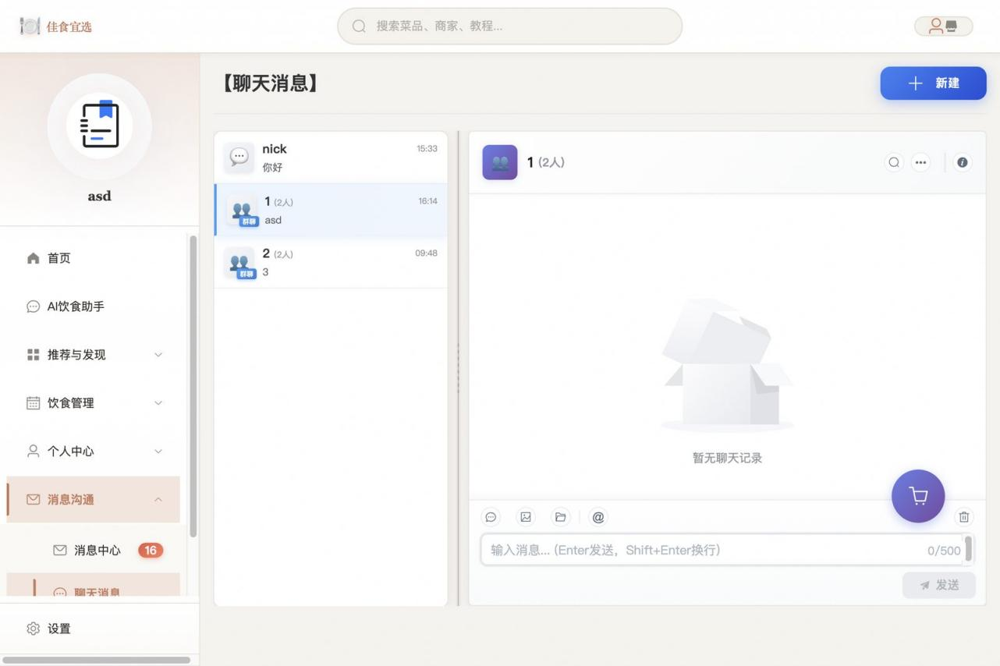 佳食宜选
搜索菜品、商家、教程...
asd
首页
AI饮食助手
推荐与发现
饮食管理
个人中心
消息沟通
消息中心 16
聊天消息
设置
【聊天消息】
新建
nick 15:33
你好
1 (2人) 16:14
群聊
asd
2 (2人) 09:48
群聊
3
1 (2人)
暂无聊天记录
@
输入消息... (Enter发送，Shift+Enter换行) 0/500
发送